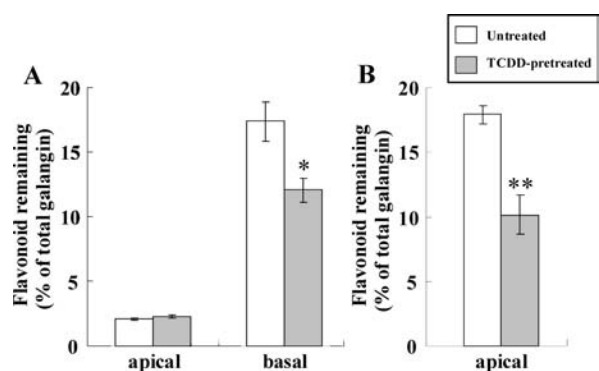 Untreated
TCDD-pretreated
A
Flavonoid remaining
(% of total galangin)
20
15
10
5
0
*
apical
basal
B
Flavonoid remaining
(% of total galangin)
20
15
10
5
0
**
apical